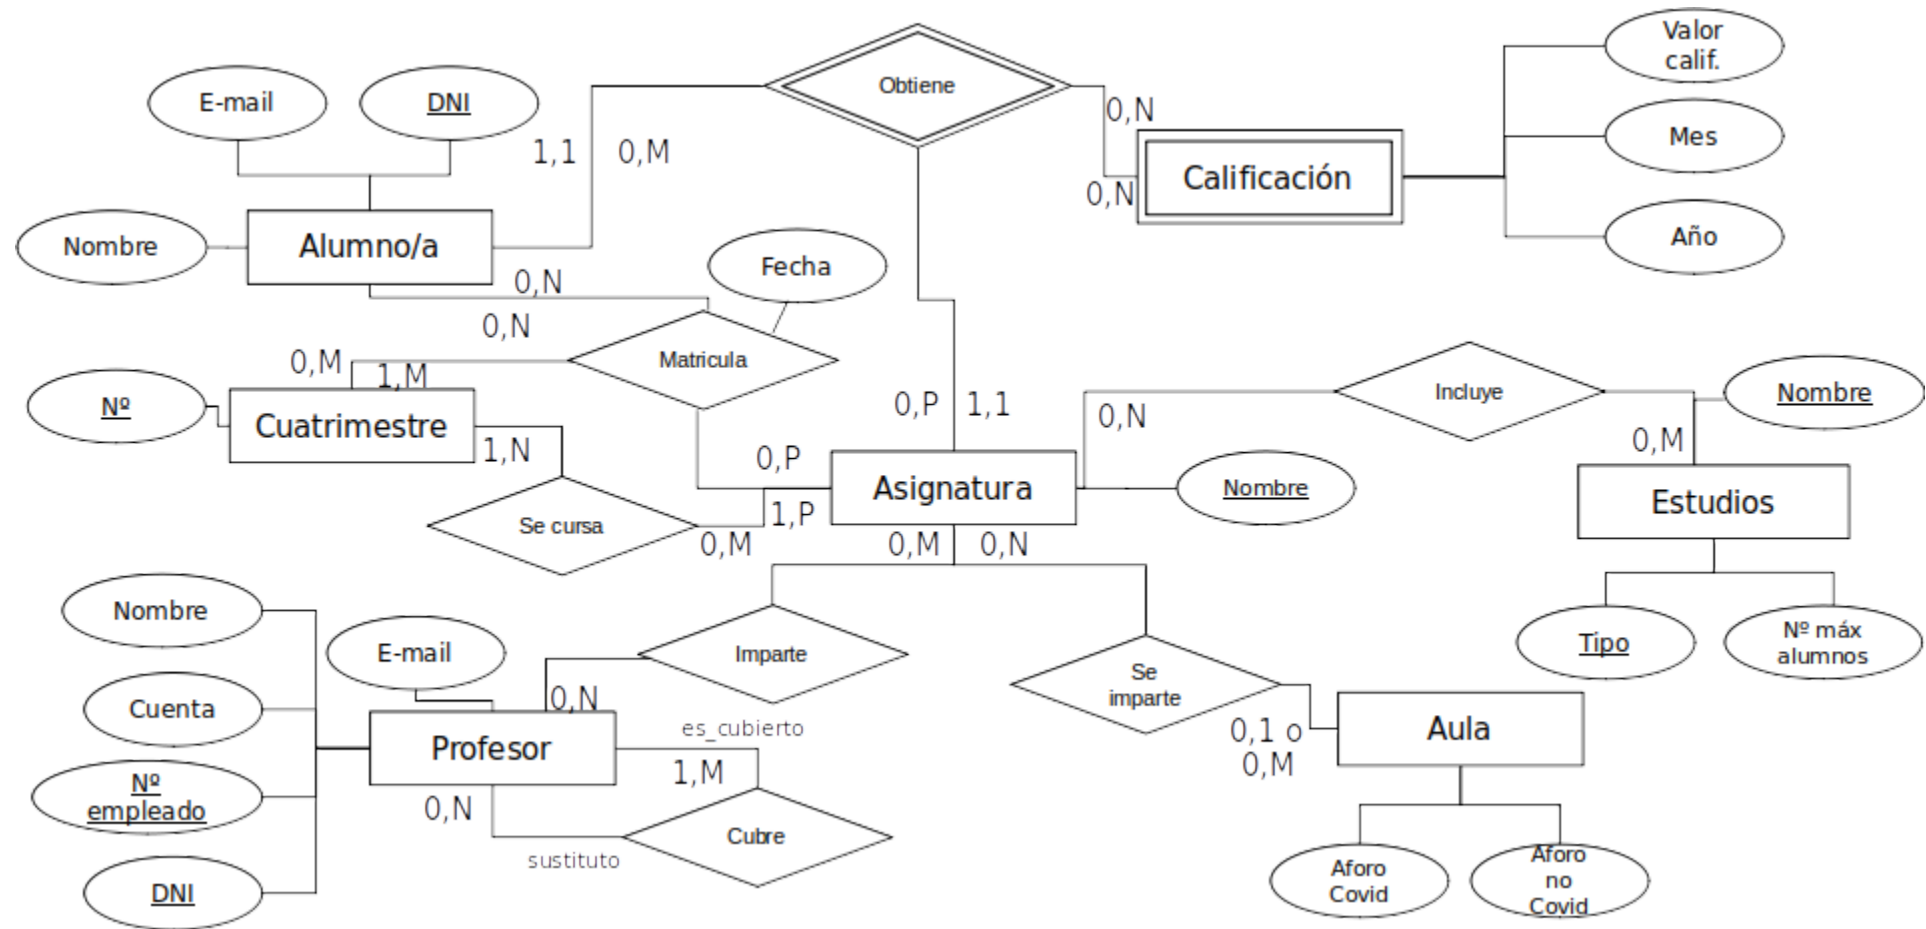 Valor
calif.
Obtiene
E-mail
DNI
0,N
Mes
1,1
0,M
Calificación
0,N
Nombre
Alumno/a
Año
Fecha
0,N
0,N
Matricula
0,M
1,M
Incluye
Nombre
Nº
Cuatrimestre
0,P
1,1
0,N
0,M
1,N
0,P
Asignatura
Nombre
Estudios
Se cursa
1,P
0,M
0,M
0,N
Nombre
E-mail
Imparte
Tipo
Nº máx
alumnos
Se
imparte
0,N
Cuenta
es_cubierto
Profesor
0,1 o
0,M
Aula
1,M
Nº
empleado
0,N
Cubre
sustituto
DNI
Aforo
Covid
Aforo
no
Covid